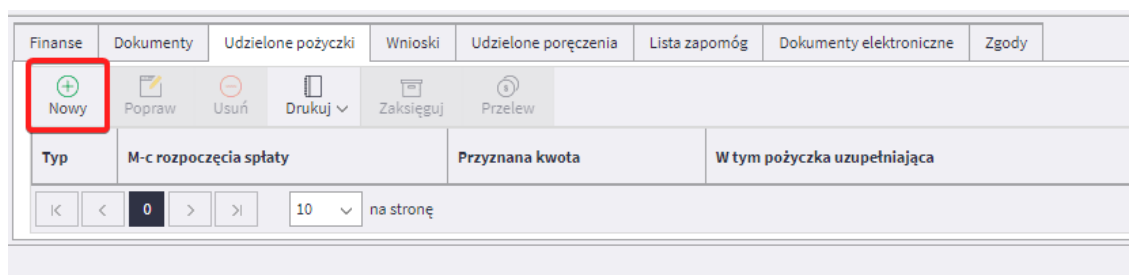 Finanse Dokumenty Udzielone pożyczki Wnioski Udzielone poręczenia Lista zapomóg Dokumenty elektroniczne Zgody
Nowy Popraw Usuń Drukuj Zaksięguj Przelew
Typ M-c rozpoczęcia spłaty Przyznana kwota W tym pożyczka uzupełniająca
0 10 na stronę